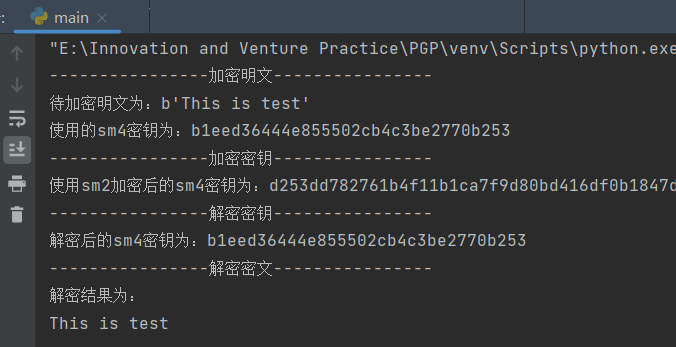 : main ×
"E:\Innovation and Venture Practice\PGP\venv\Scripts\python.exe
----------------加密明文----------------
待加密明文为：b'This is test'
使用的sm4密钥为：b1eed36444e855502cb4c3be2770b253
----------------加密密钥----------------
使用sm2加密后的sm4密钥为：d253dd782761b4f11b1ca7f9d80bd416df0b1847d
----------------解密密钥----------------
解密后的sm4密钥为：b1eed36444e855502cb4c3be2770b253
----------------解密密文----------------
解密结果为：
This is test